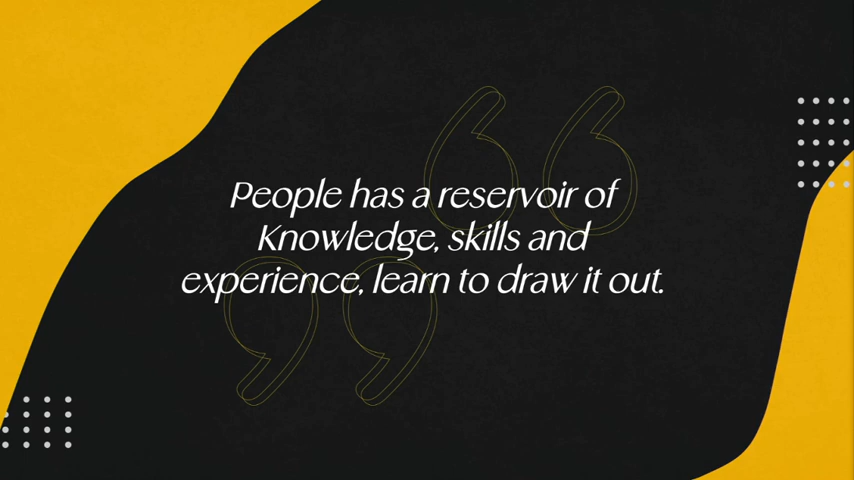 People has a reservoir of
Knowledge, skills and
experience, learn to draw it out.